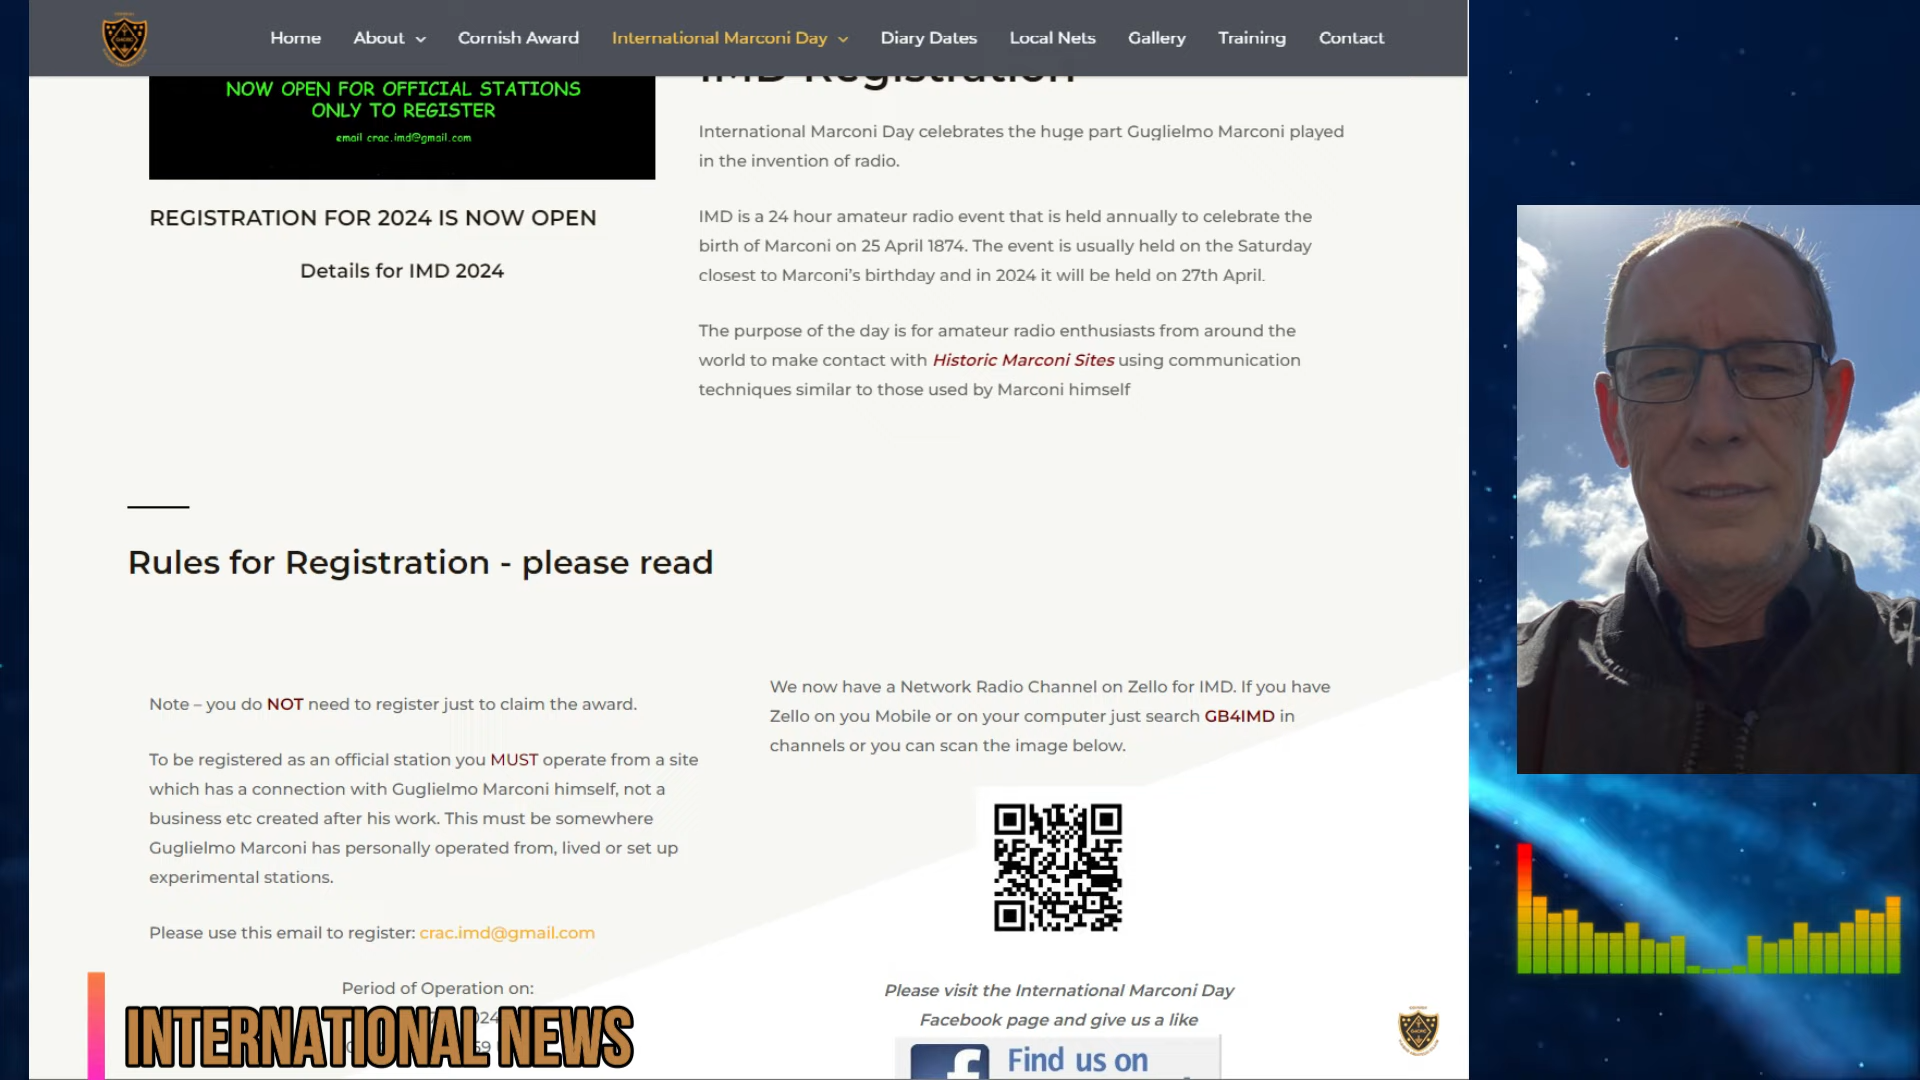 Home
About
Cornish Award
International Marconi Day
Diary Dates
Local Nets
Gallery
Training
Contact
NOW OPEN FOR OFFICIAL STATIONS
ONLY TO REGISTER
email crac.imd@gmail.com
REGISTRATION FOR 2024 IS NOW OPEN
Details for IMD 2024
IMD Registration
International Marconi Day celebrates the huge part Guglielmo Marconi played
in the invention of radio.
IMD is a 24 hour amateur radio event that is held annually to celebrate the
birth of Marconi on 25 April 1874. The event is usually held on the Saturday
closest to Marconi's birthday and in 2024 it will be held on 27th April.
The purpose of the day is for amateur radio enthusiasts from around the
world to make contact with Historic Marconi Sites using communication
techniques similar to those used by Marconi himself
Rules for Registration - please read
Note – you do NOT need to register just to claim the award.
To be registered as an official station you MUST operate from a site
which has a connection with Guglielmo Marconi himself, not a
business etc created after his work. This must be somewhere
Guglielmo Marconi has personally operated from, lived or set up
experimental stations.
Please use this email to register: crac.imd@gmail.com
Period of Operation on:
We now have a Network Radio Channel on Zello for IMD. If you have
Zello on you Mobile or on your computer just search GB4IMD in
channels or you can scan the image below.
Please visit the International Marconi Day
Facebook page and give us a like
Find us on
INTERNATIONAL NEWS